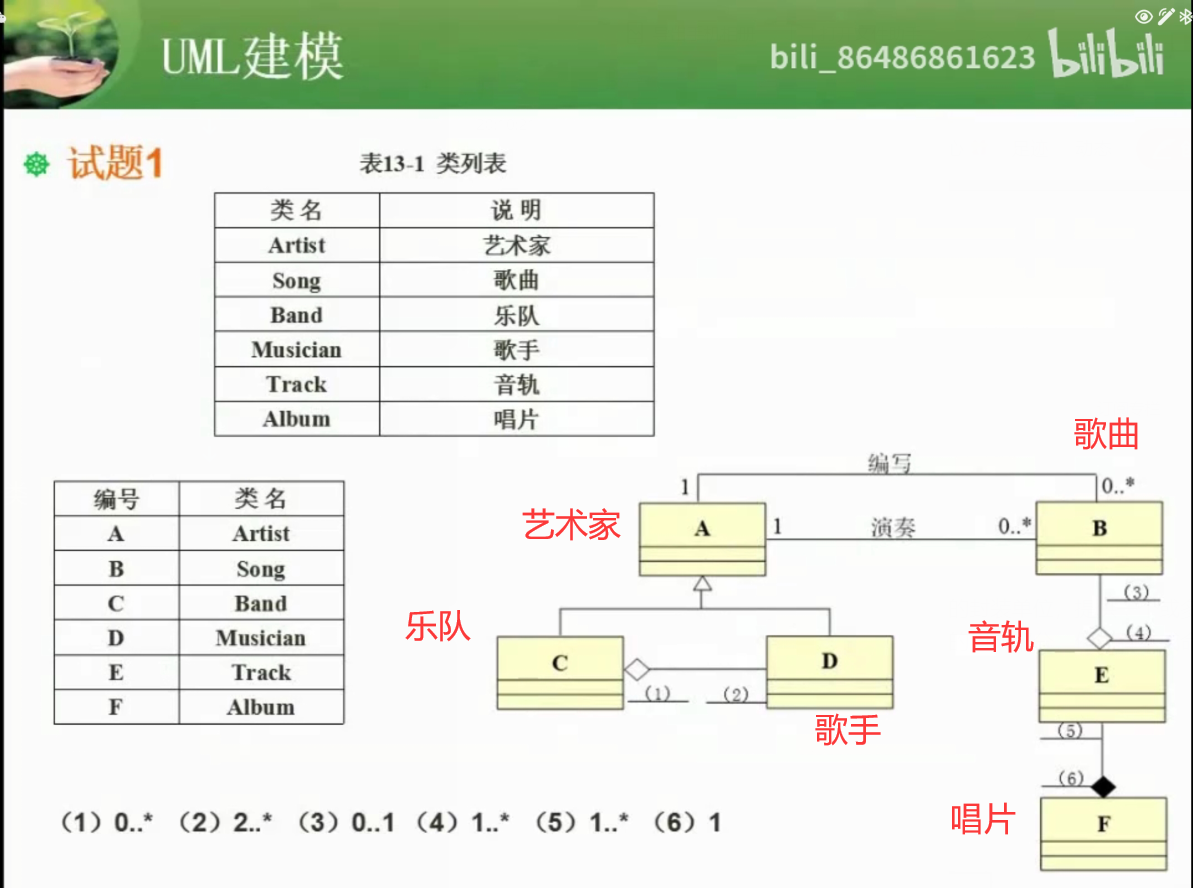 UML建模
bili_86486861623 bilibili
试题1
表13-1 类列表
类 名 说 明
Artist 艺术家
Song 歌曲
Band 乐队
Musician 歌手
Track 音轨
Album 唱片
编号 类 名
A Artist
B Song
C Band
D Musician
E Track
F Album
歌曲
编写
1 0..*
艺术家 A 1 演奏 0..* B
(3)
乐队 音轨 (4)
C D E
(1) (2)
歌手 (5)
(6)
唱片 F
（1）0..* （2）2..* （3）0..1 （4）1..* （5）1..* （6）1